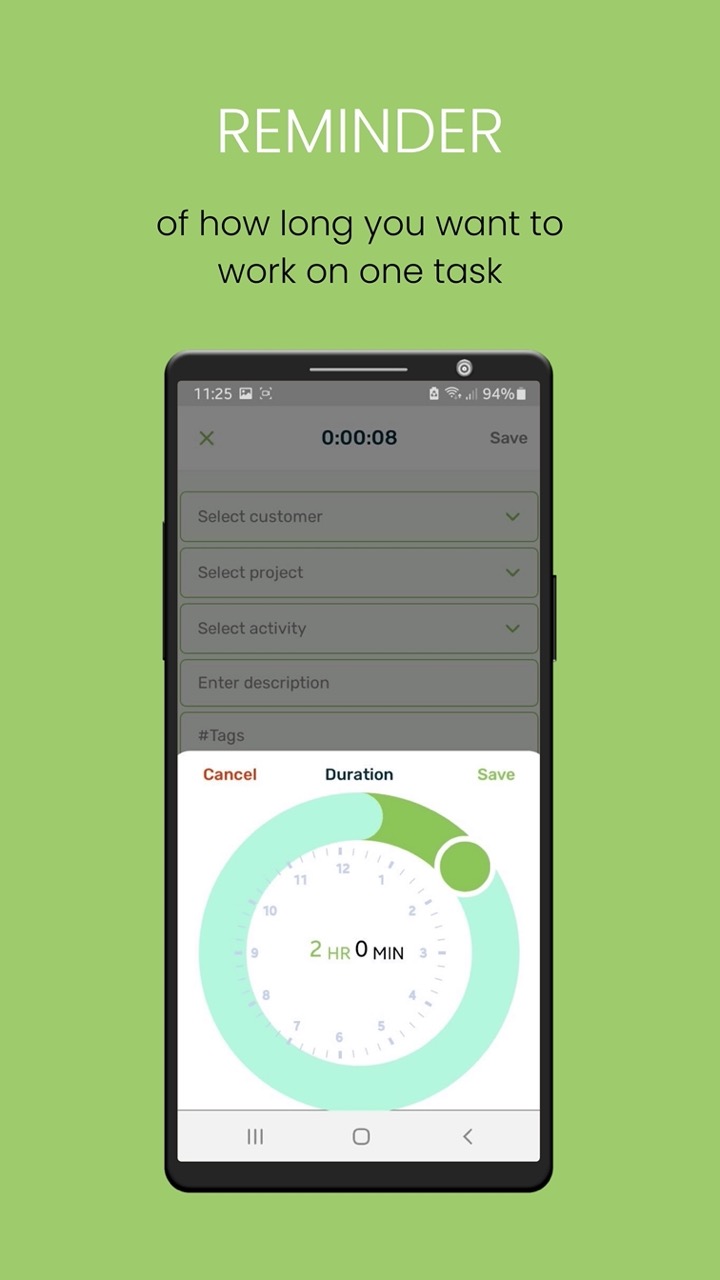 REMINDER
of how long you want to
work on one task
11:25 94%
0:00:08 Save
Select customer
Select project
Select activity
Enter description
#Tags
Cancel Duration Save
12
11 1
10 2
2 HR 0 MIN
9 3
8 4
7 5
6